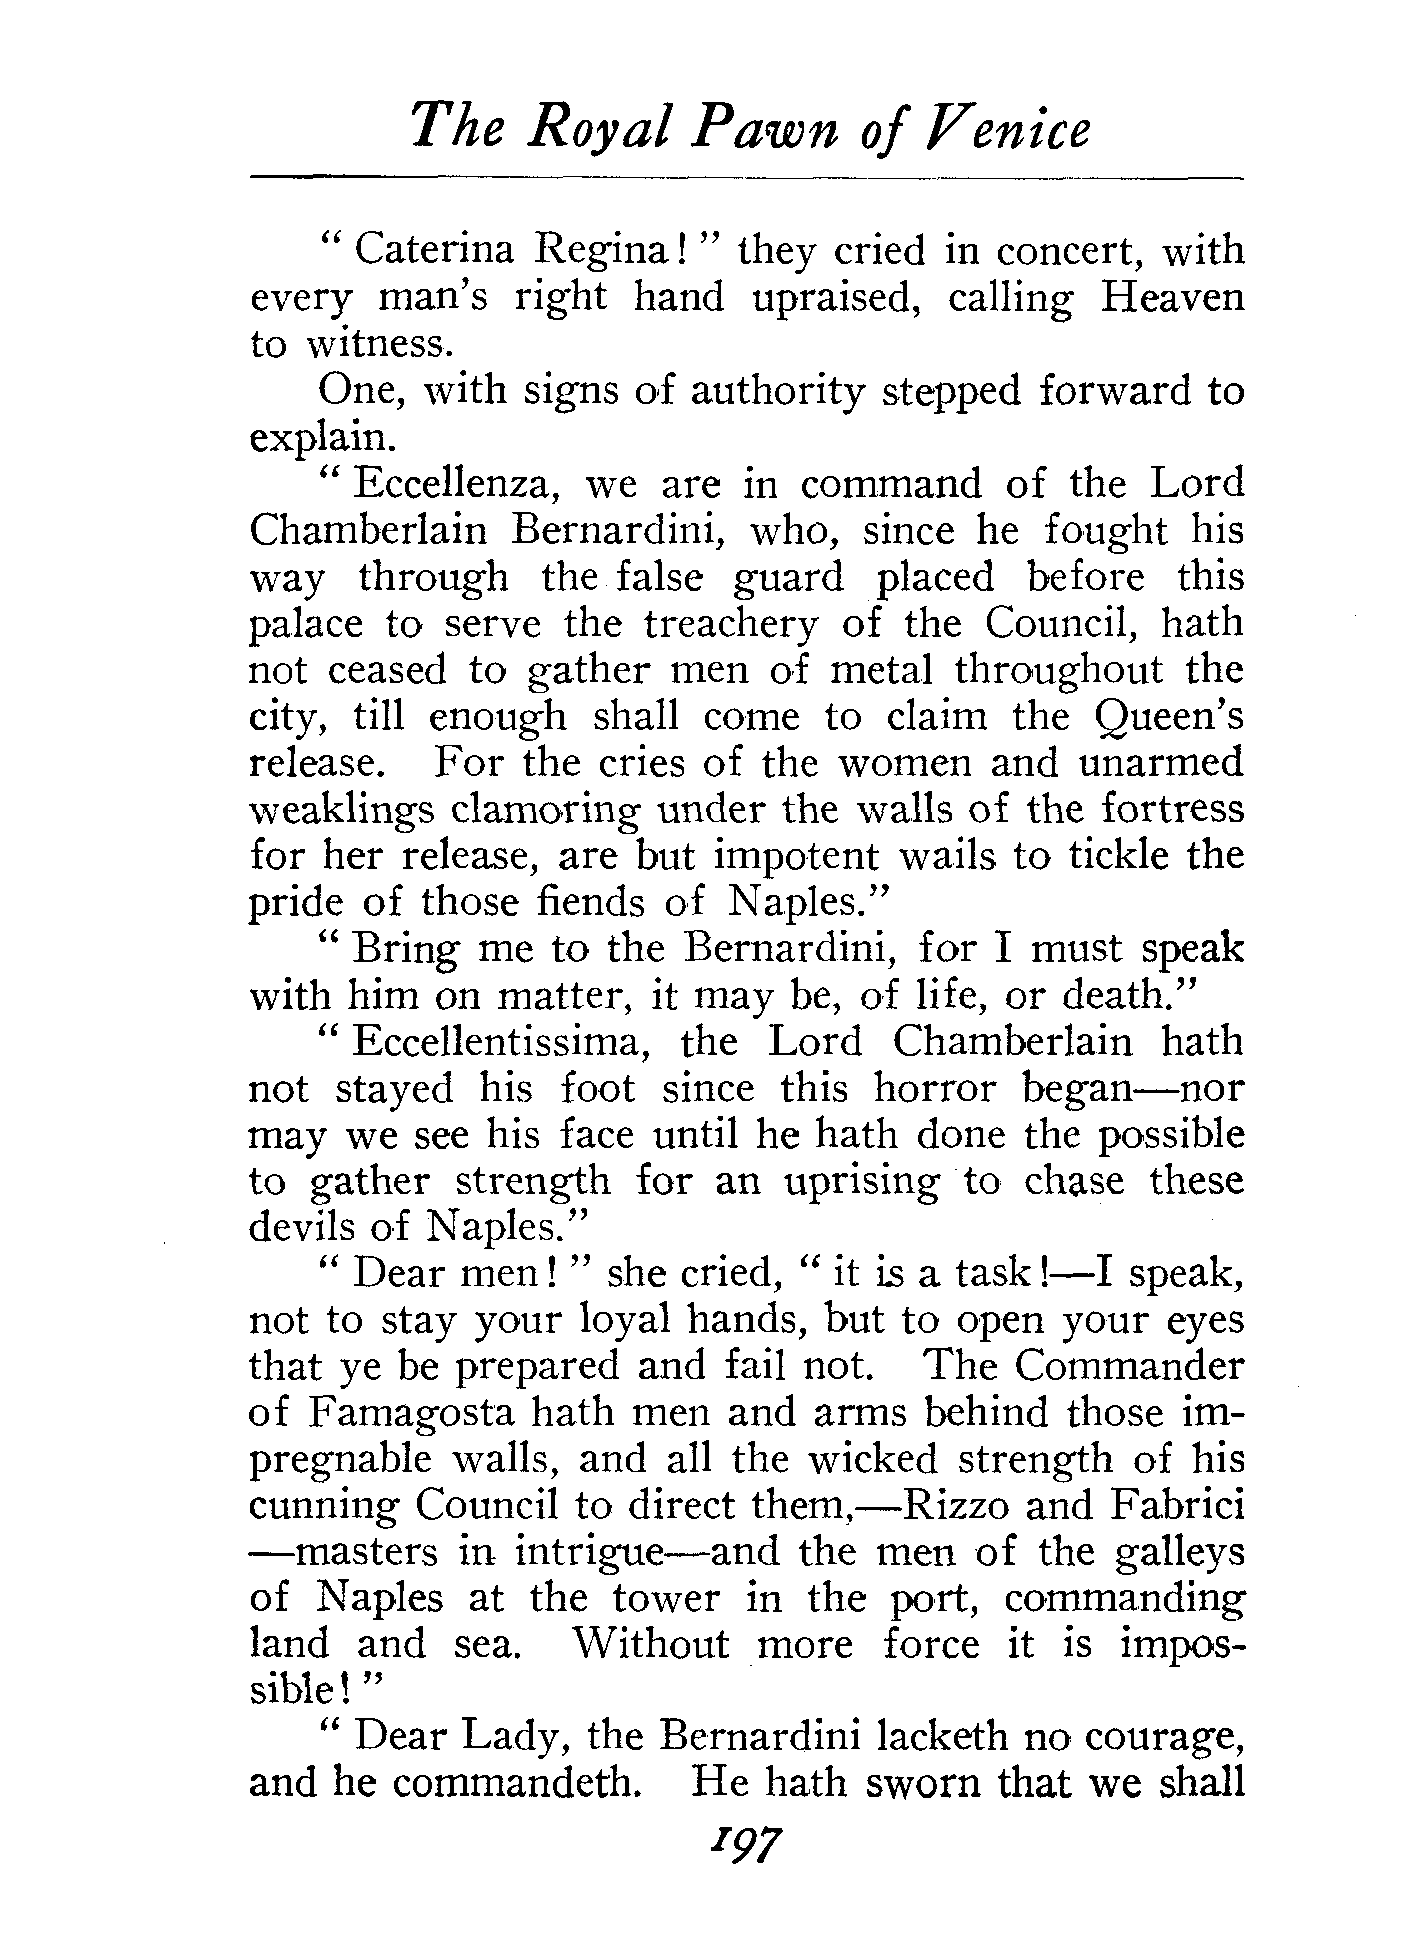 The Royal Pawn of Venice
" Caterina Regina! " they cried in concert, with
every man's right hand upraised, calling Heaven
to witness.
One, with signs of authority stepped forward to
explain.
" Eccellenza, we are in command of the Lord
Chamberlain Bernardini, who, since he fought his
way through the false guard placed before this
palace to serve the treachery of the Council, hath
not ceased to gather men of metal throughout the
city, till enough shall come to claim the Queen's
release. For the cries of the women and unarmed
weaklings clamoring under the walls of the fortress
for her release, are but impotent wails to tickle the
pride of those fiends of Naples."
" Bring me to the Bernardini, for I must speak
with him on matter, it may be, of life, or death."
" Eccellentissima, the Lord Chamberlain hath
not stayed his foot since this horror began—nor
may we see his face until he hath done the possible
to gather strength for an uprising to chase these
devils of Naples."
" Dear men! " she cried, " it is a task!—I speak,
not to stay your loyal hands, but to open your eyes
that ye be prepared and fail not. The Commander
of Famagosta hath men and arms behind those im-
pregnable walls, and all the wicked strength of his
cunning Council to direct them,—Rizzo and Fabrici
—masters in intrigue—and the men of the galleys
of Naples at the tower in the port, commanding
land and sea. Without more force it is impos-
sible! "
" Dear Lady, the Bernardini lacketh no courage,
and he commandeth. He hath sworn that we shall
197